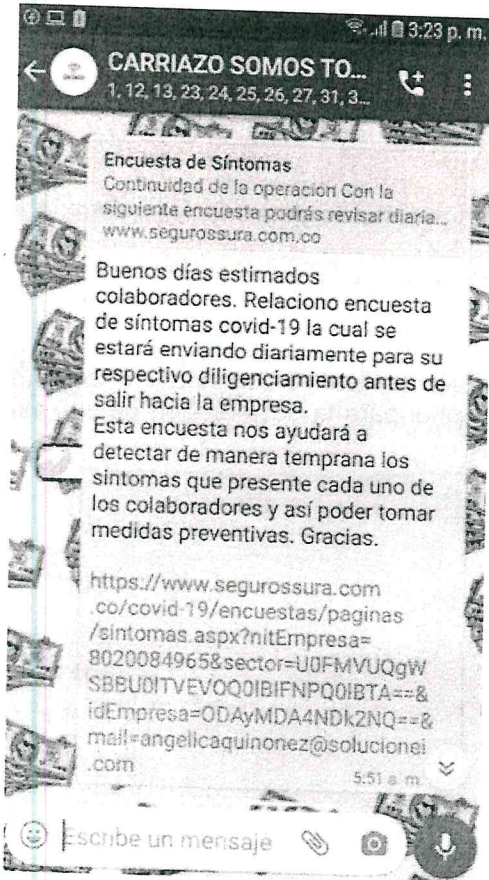 3:23 p. m.
CARRIAZO SOMOS TO...
1, 12, 13, 23, 24, 25, 26, 27, 31, 3...
Encuesta de Síntomas
Continuidad de la operación Con la
siguiente encuesta podrás revisar diaria...
www.segurossura.com.co
Buenos días estimados
colaboradores. Relaciono encuesta
de síntomas covid-19 la cual se
estará enviando diariamente para su
respectivo diligenciamiento antes de
salir hacia la empresa.
Esta encuesta nos ayudará a
detectar de manera temprana los
síntomas que presente cada uno de
los colaboradores y así poder tomar
medidas preventivas. Gracias.
https://www.segurossura.com
.co/covid-19/encuestas/paginas
/sintomas.aspx?nitEmpresa=
8020084965&sector=U0FMVUQgW
SBBU0lTVEVOQ0lBIFNPQ0lBTA==&
idEmpresa=ODAyMDA4NDk2NQ==&
mail=angelicaquinonez@solucionei
.com
5:51 a. m.
Escribe un mensaje